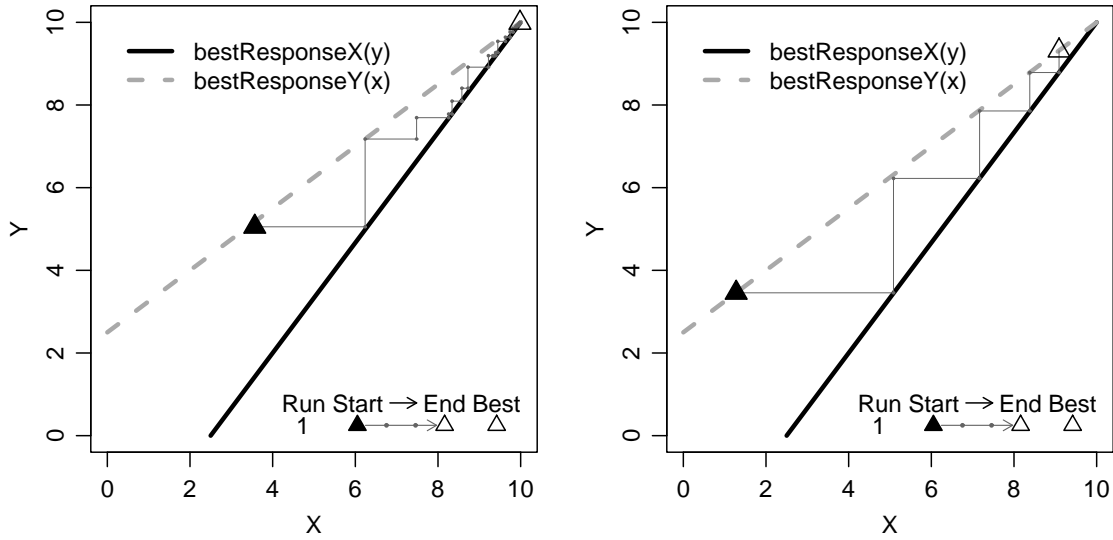 bestResponseX(y)
bestResponseY(x)
Run Start → End Best
1
0 2 4 6 8 10
X
0 2 4 6 8 10
Y
bestResponseX(y)
bestResponseY(x)
Run Start → End Best
1
0 2 4 6 8 10
X
0 2 4 6 8 10
Y